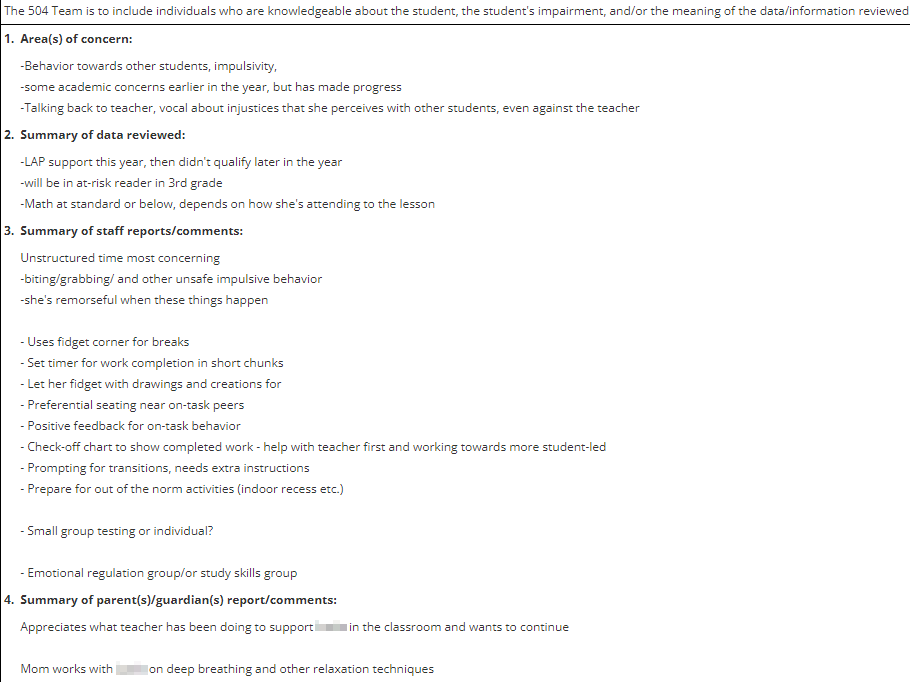 The 504 Team is to include individuals who are knowledgeable about the student, the student's impairment, and/or the meaning of the data/information reviewed
1. Area(s) of concern:
-Behavior towards other students, impulsivity,
-some academic concerns earlier in the year, but has made progress
-Talking back to teacher, vocal about injustices that she perceives with other students, even against the teacher
2. Summary of data reviewed:
-LAP support this year, then didn't qualify later in the year
-will be in at-risk reader in 3rd grade
-Math at standard or below, depends on how she's attending to the lesson
3. Summary of staff reports/comments:
Unstructured time most concerning
-biting/grabbing/ and other unsafe impulsive behavior
-she's remorseful when these things happen
- Uses fidget corner for breaks
- Set timer for work completion in short chunks
- Let her fidget with drawings and creations for
- Preferential seating near on-task peers
- Positive feedback for on-task behavior
- Check-off chart to show completed work - help with teacher first and working towards more student-led
- Prompting for transitions, needs extra instructions
- Prepare for out of the norm activities (indoor recess etc.)
- Small group testing or individual?
- Emotional regulation group/or study skills group
4. Summary of parent(s)/guardian(s) report/comments:
Appreciates what teacher has been doing to support in the classroom and wants to continue
Mom works with on deep breathing and other relaxation techniques